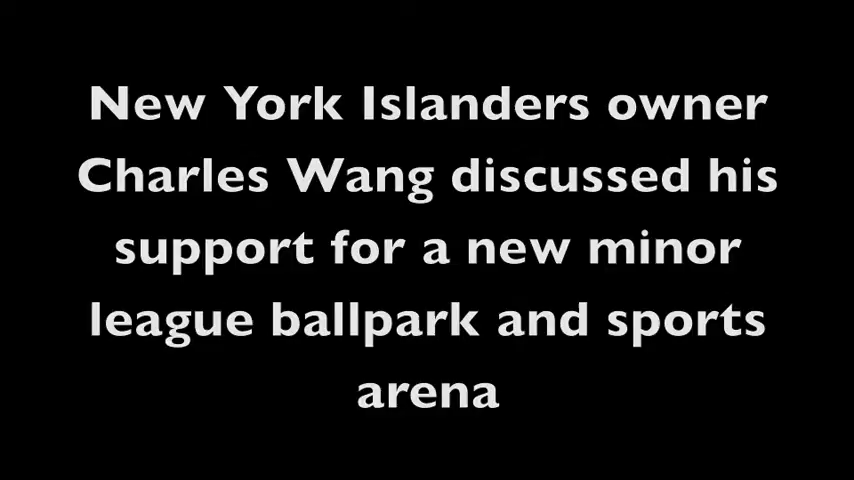 New York Islanders owner
Charles Wang discussed his
support for a new minor
league ballpark and sports
arena